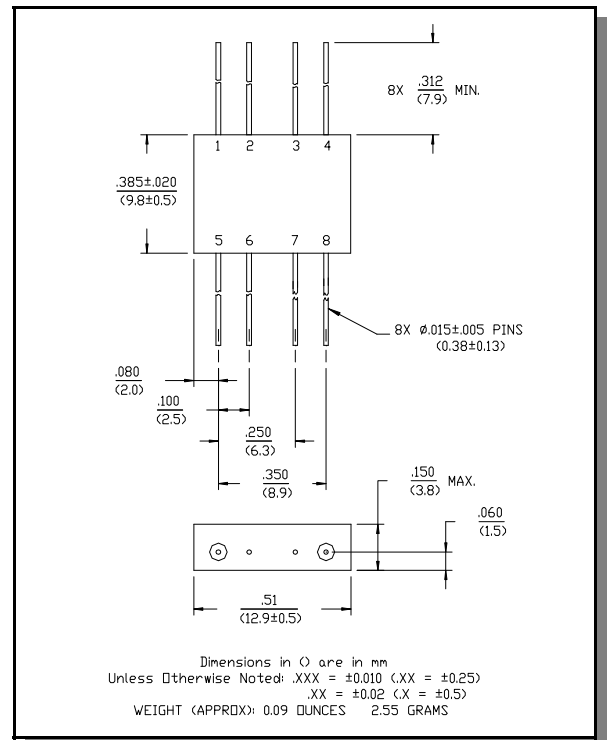 8X .312 MIN.
(7.9)
1 2 3 4
.385±.020
(9.8±0.5)
5 6 7 8
8X Ø.015±.005 PINS
(0.38±0.13)
.080
(2.0)
.100
(2.5)
.250
(6.3)
.350
(8.9)
.150 MAX.
(3.8)
.060
(1.5)
.51
(12.9±0.5)
Dimensions in () are in mm
Unless Otherwise Noted: .XXX = ±0.010 (.XX = ±0.25)
.XX = ±0.02 (.X = ±0.5)
WEIGHT (APPROX): 0.09 OUNCES 2.55 GRAMS